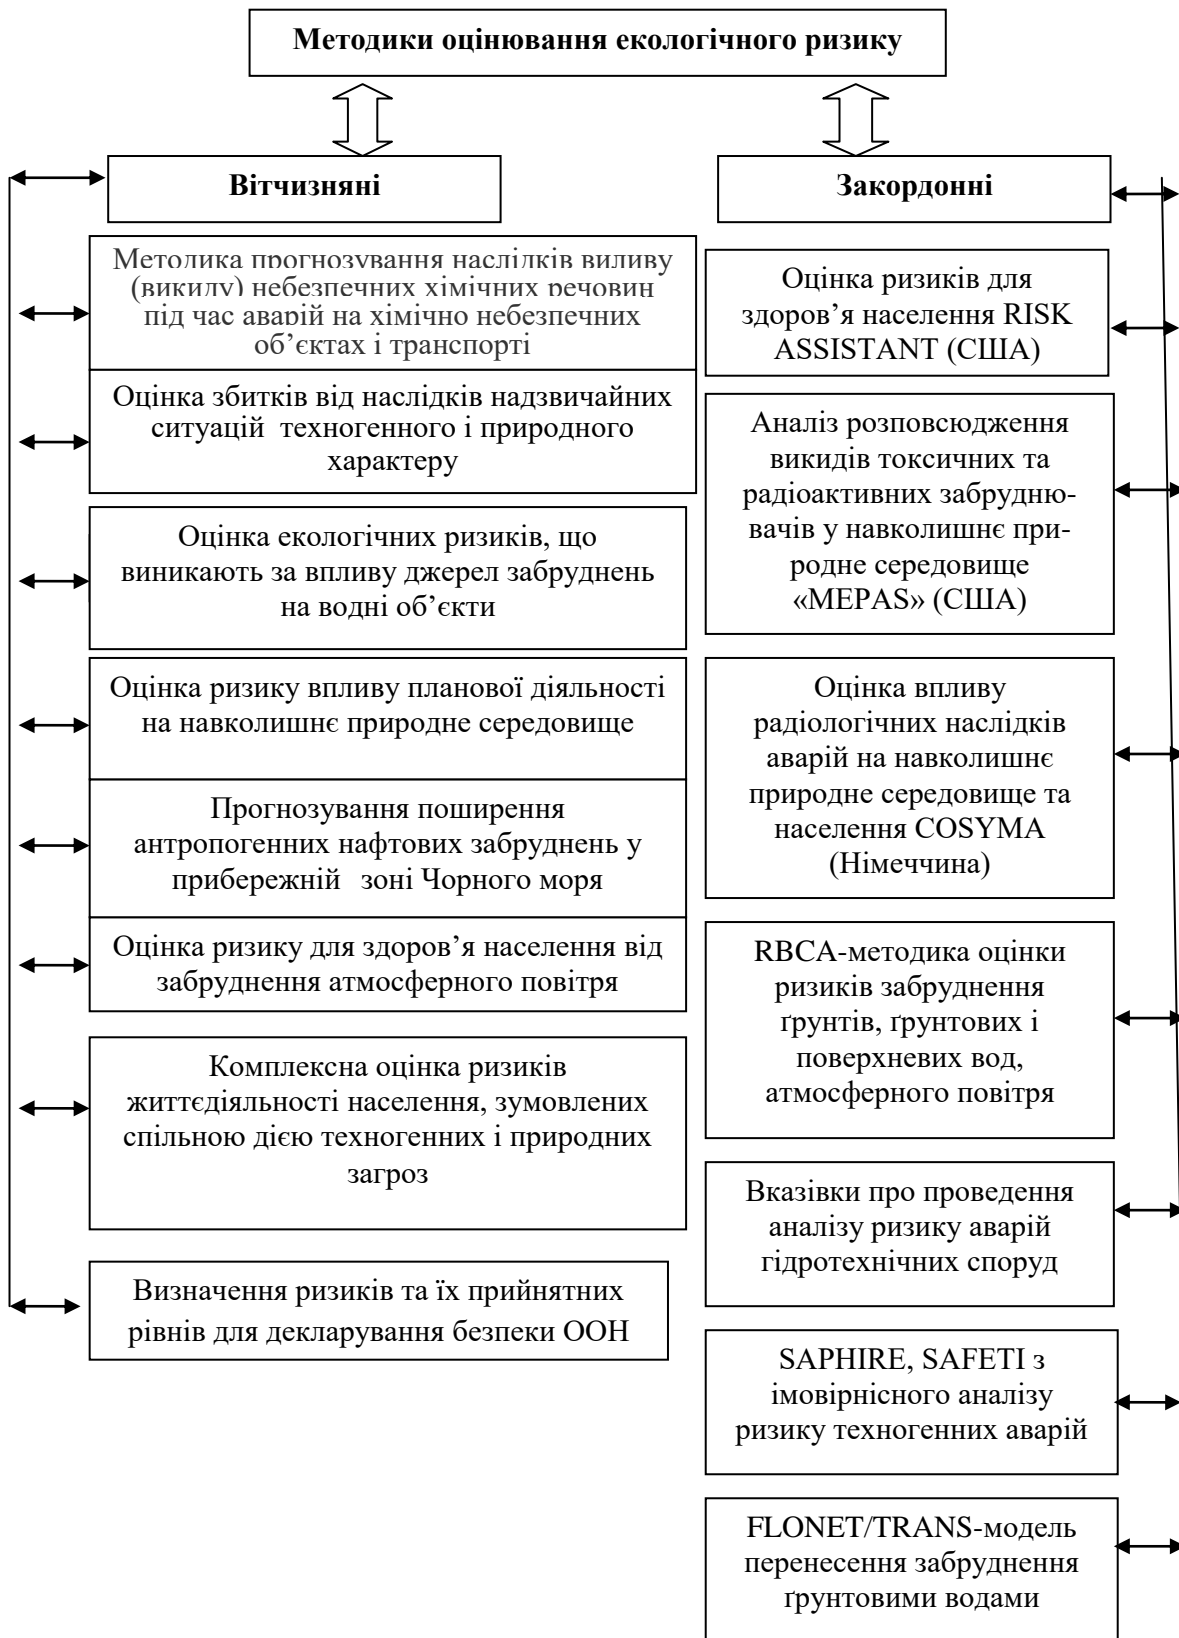 Методики оцінювання екологічного ризику
Вітчизняні
Методика прогнозування наслідків виливу
(викиду) небезпечних хімічних речовин
під час аварій на хімічно небезпечних
об’єктах і транспорті
Оцінка збитків від наслідків надзвичайних
ситуацій техногенного і природного
характеру
Оцінка екологічних ризиків, що
виникають за впливу джерел забруднень
на водні об’єкти
Оцінка ризику впливу планової діяльності
на навколишнє природне середовище
Прогнозування поширення
антропогенних нафтових забруднень у
прибережній зоні Чорного моря
Оцінка ризику для здоров’я населення від
забруднення атмосферного повітря
Комплексна оцінка ризиків
життєдіяльності населення, зумовлених
спільною дією техногенних і природних
загроз
Визначення ризиків та їх прийнятних
рівнів для декларування безпеки ООН
Закордонні
Оцінка ризиків для
здоров’я населення RISK
ASSISTANT (США)
Аналіз розповсюдження
викидів токсичних та
радіоактивних забрудню-
вачів у навколишнє при-
родне середовище
«MEPAS» (США)
Оцінка впливу
радіологічних наслідків
аварій на навколишнє
природне середовище та
населення COSYMA
(Німеччина)
RBCA-методика оцінки
ризиків забруднення
ґрунтів, ґрунтових і
поверхневих вод,
атмосферного повітря
Вказівки про проведення
аналізу ризику аварій
гідротехнічних споруд
SAPHIRE, SAFETI з
імовірнісного аналізу
ризику техногенних аварій
FLONET/TRANS-модель
перенесення забруднення
ґрунтовими водами